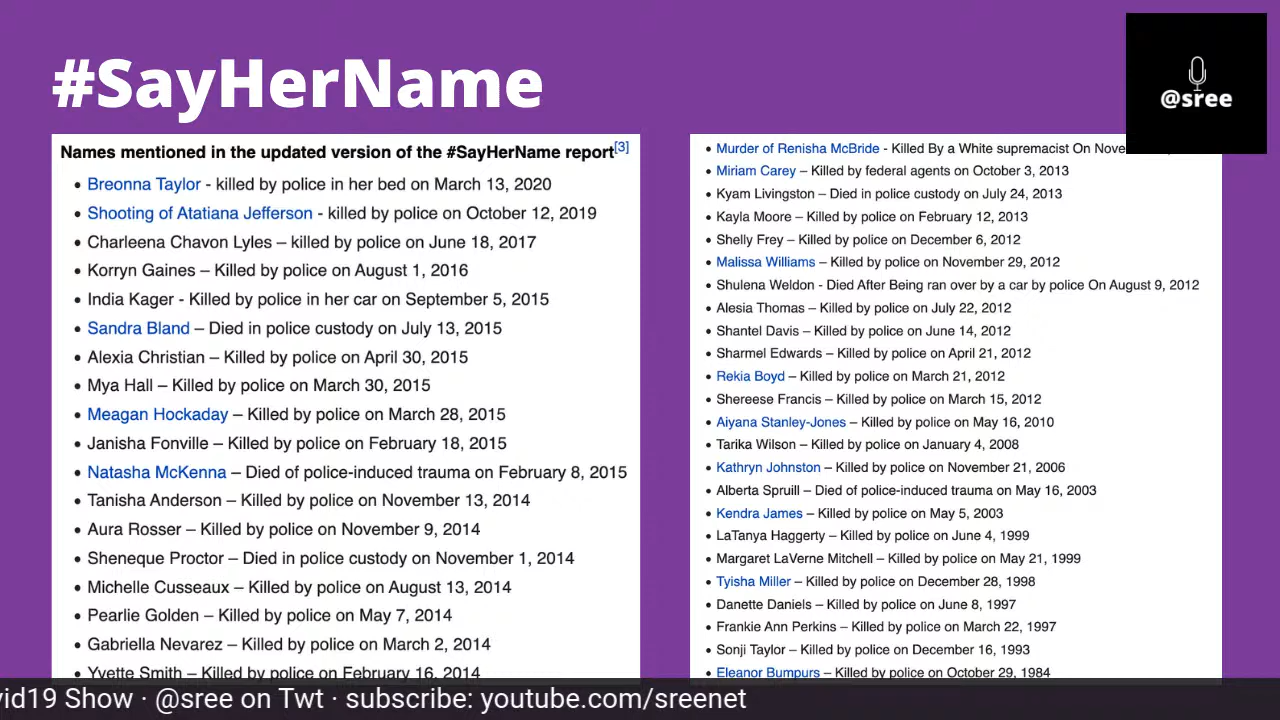 #SayHerName
@sree
Names mentioned in the updated version of the #SayHerName report[3]
• Breonna Taylor - killed by police in her bed on March 13, 2020
• Shooting of Atatiana Jefferson - killed by police on October 12, 2019
• Charleena Chavon Lyles – killed by police on June 18, 2017
• Korryn Gaines – Killed by police on August 1, 2016
• India Kager - Killed by police in her car on September 5, 2015
• Sandra Bland – Died in police custody on July 13, 2015
• Alexia Christian – Killed by police on April 30, 2015
• Mya Hall – Killed by police on March 30, 2015
• Meagan Hockaday – Killed by police on March 28, 2015
• Janisha Fonville – Killed by police on February 18, 2015
• Natasha McKenna – Died of police-induced trauma on February 8, 2015
• Tanisha Anderson – Killed by police on November 13, 2014
• Aura Rosser – Killed by police on November 9, 2014
• Sheneque Proctor – Died in police custody on November 1, 2014
• Michelle Cusseaux – Killed by police on August 13, 2014
• Pearlie Golden – Killed by police on May 7, 2014
• Gabriella Nevarez – Killed by police on March 2, 2014
• Yvette Smith – Killed by police on February 16, 2014
• Murder of Renisha McBride - Killed By a White supremacist On Nove
• Miriam Carey – Killed by federal agents on October 3, 2013
• Kyam Livingston – Died in police custody on July 24, 2013
• Kayla Moore – Killed by police on February 12, 2013
• Shelly Frey – Killed by police on December 6, 2012
• Malissa Williams – Killed by police on November 29, 2012
• Shulena Weldon - Died After Being ran over by a car by police On August 9, 2012
• Alesia Thomas – Killed by police on July 22, 2012
• Shantel Davis – Killed by police on June 14, 2012
• Sharmel Edwards – Killed by police on April 21, 2012
• Rekia Boyd – Killed by police on March 21, 2012
• Shereese Francis – Killed by police on March 15, 2012
• Aiyana Stanley-Jones – Killed by police on May 16, 2010
• Tarika Wilson – Killed by police on January 4, 2008
• Kathryn Johnston – Killed by police on November 21, 2006
• Alberta Spruill – Died of police-induced trauma on May 16, 2003
• Kendra James – Killed by police on May 5, 2003
• LaTanya Haggerty – Killed by police on June 4, 1999
• Margaret LaVerne Mitchell – Killed by police on May 21, 1999
• Tyisha Miller – Killed by police on December 28, 1998
• Danette Daniels – Killed by police on June 8, 1997
• Frankie Ann Perkins – Killed by police on March 22, 1997
• Sonji Taylor – Killed by police on December 16, 1993
• Eleanor Bumpurs – Killed by police on October 29, 1984
vid19 Show · @sree on Twt · subscribe: youtube.com/sreenet